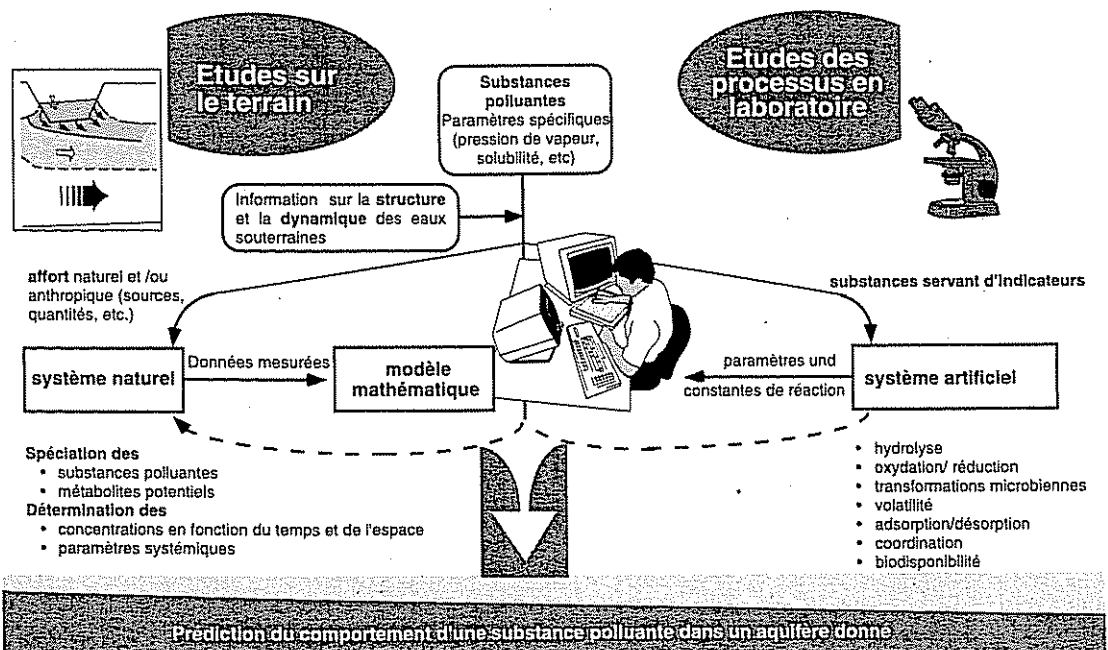 Etudes sur
le terrain
Etudes des
processus en
laboratoire
Substances
polluantes
Paramètres spécifiques
(pression de vapeur,
solubilité, etc)
Information sur la structure
et la dynamique des eaux
souterraines
affort naturel et /ou
anthropique (sources,
quantités, etc.)
substances servant d'indicateurs
système naturel
Données mesurées
modèle
mathématique
paramètres und
constantes de réaction
système artificiel
Spéciation des
• substances polluantes
• métabolites potentiels
Détermination des
• concentrations en fonction du temps et de l'espace
• paramètres systémiques
• hydrolyse
• oxydation/ réduction
• transformations microbiennes
• volatilité
• adsorption/désorption
• coordination
• biodisponibilité
Prédiction du comportement d'une substance polluante dans un aquifère donné